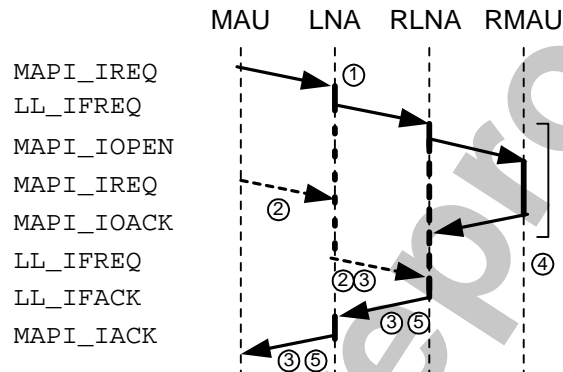 MAU LNA RLNA RMAU
MAPI_IREQ ①
LL_IFREQ
MAPI_IOPEN
MAPI_IREQ
②
MAPI_IOACK
LL_IFREQ ④
②③
LL_IFACK
③⑤
MAPI_IACK
③⑤